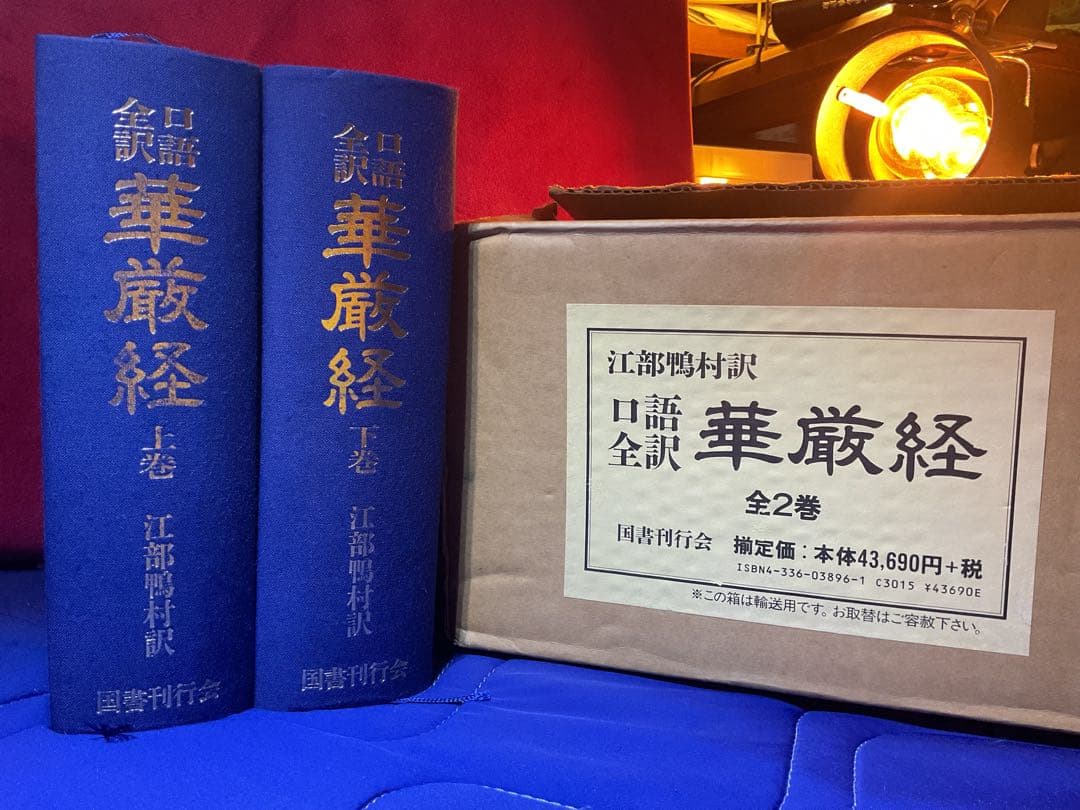 口語
全訳
華厳経
上巻
江部鴨村訳
国書刊行会
口語
全訳
華厳経
下巻
江部鴨村訳
国書刊行会
江部鴨村訳
口語
全訳
華厳経
全2巻
国書刊行会 揃定価：本体43,690円+税
ISBN4-336-03896-1 C3015 ¥43690E
※この箱は輸送用です。お取替はご容赦下さい。